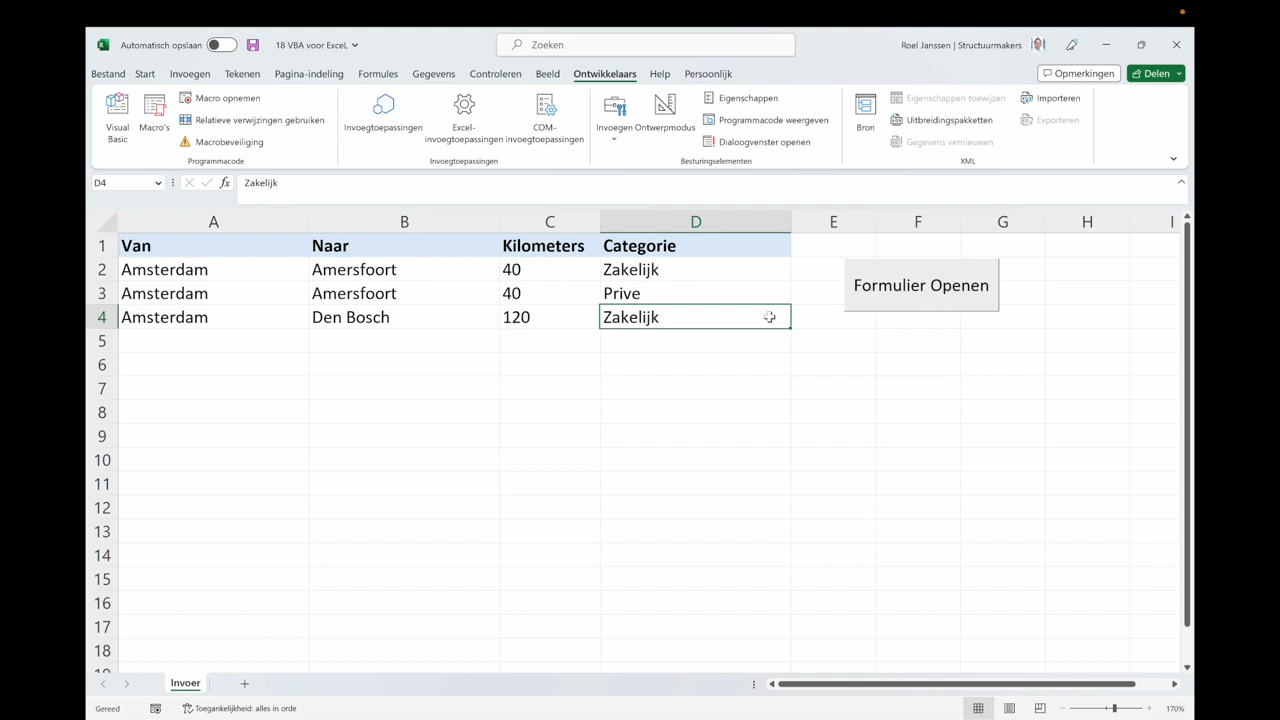 Automatisch opslaan
18 VBA voor ExceL
Zoeken
Roel Janssen | Structuurmakers
Bestand Start Invoegen Tekenen Pagina-indeling Formules Gegevens Controleren Beeld Ontwikkelaars Help Persoonlijk
Opmerkingen
Delen
Visual Basic
Macro's
Macro opnemen
Relatieve verwijzingen gebruiken
Macrobeveiliging
Programmacode
Invoegtoepassingen
Excel-invoegtoepassingen
COM-invoegtoepassingen
Invoegtoepassingen
Invoegen
Ontwerpmodus
Eigenschappen
Programmacode weergeven
Dialoogvenster openen
Besturingselementen
Bron
Eigenschappen toewijzen
Uitbreidingspakketten
Gegevens vernieuwen
Importeren
Exporteren
XML
D4
fx
Zakelijk
A B C D E F G H I
1 Van Naar Kilometers Categorie
2 Amsterdam Amersfoort 40 Zakelijk
3 Amsterdam Amersfoort 40 Prive
4 Amsterdam Den Bosch 120 Zakelijk
Formulier Openen
5
6
7
8
9
10
11
12
13
14
15
16
17
18
19
Invoer
Gereed
Toegankelijkheid: alles in orde
170%